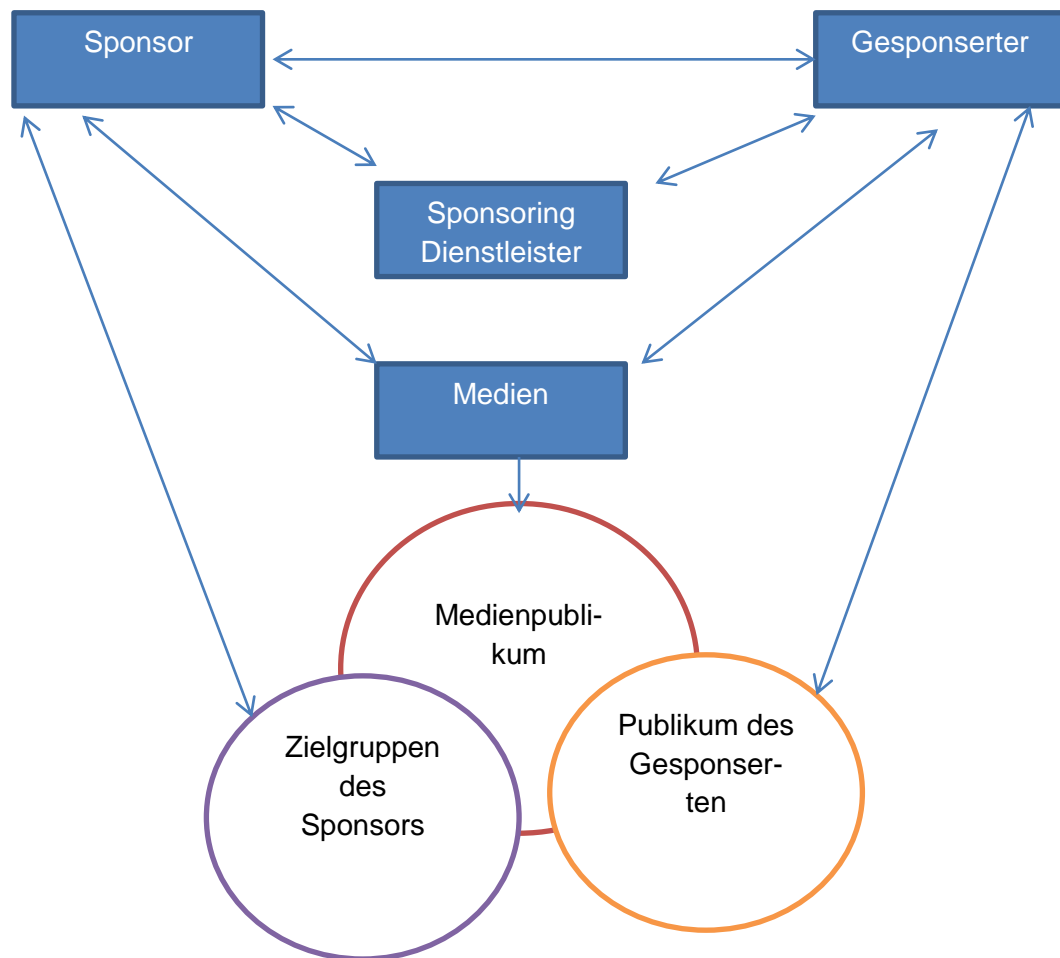 Sponsor
Gesponserter
Sponsoring
Dienstleister
Medien
Medienpubli-
kum
Zielgruppen
des
Sponsors
Publikum des
Gesponser-
ten